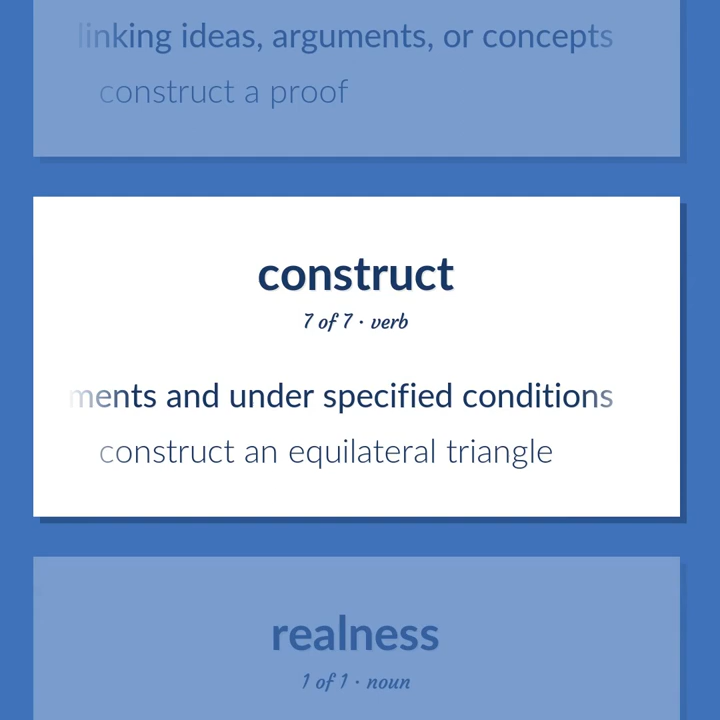 linking ideas, arguments, or concepts
construct a proof
construct
7 of 7 · verb
ments and under specified conditions
construct an equilateral triangle
realness
1 of 1 · noun